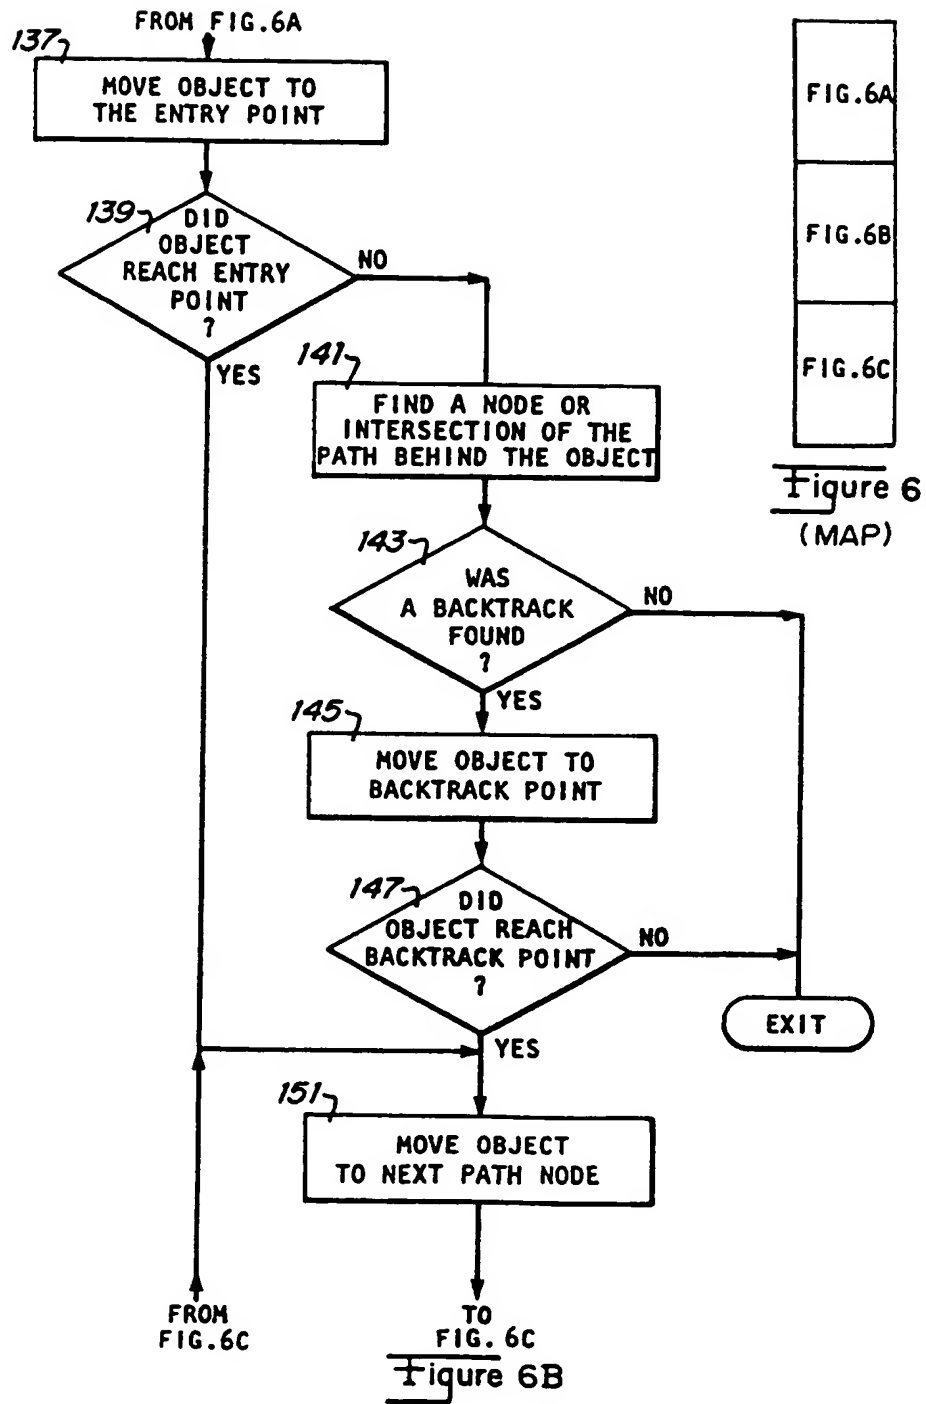 FROM FIG.6A
137
MOVE OBJECT TO
THE ENTRY POINT
139
DID
OBJECT
REACH ENTRY
POINT
?
NO
YES
141
FIND A NODE OR
INTERSECTION OF THE
PATH BEHIND THE OBJECT
143
WAS
A BACKTRACK
FOUND
?
NO
YES
145
MOVE OBJECT TO
BACKTRACK POINT
147
DID
OBJECT REACH
BACKTRACK POINT
?
NO
YES
EXIT
151
MOVE OBJECT
TO NEXT PATH NODE
FROM
FIG.6C
TO
FIG. 6C
Figure 6B
FIG.6A
FIG.6B
FIG.6C
Figure 6
(MAP)